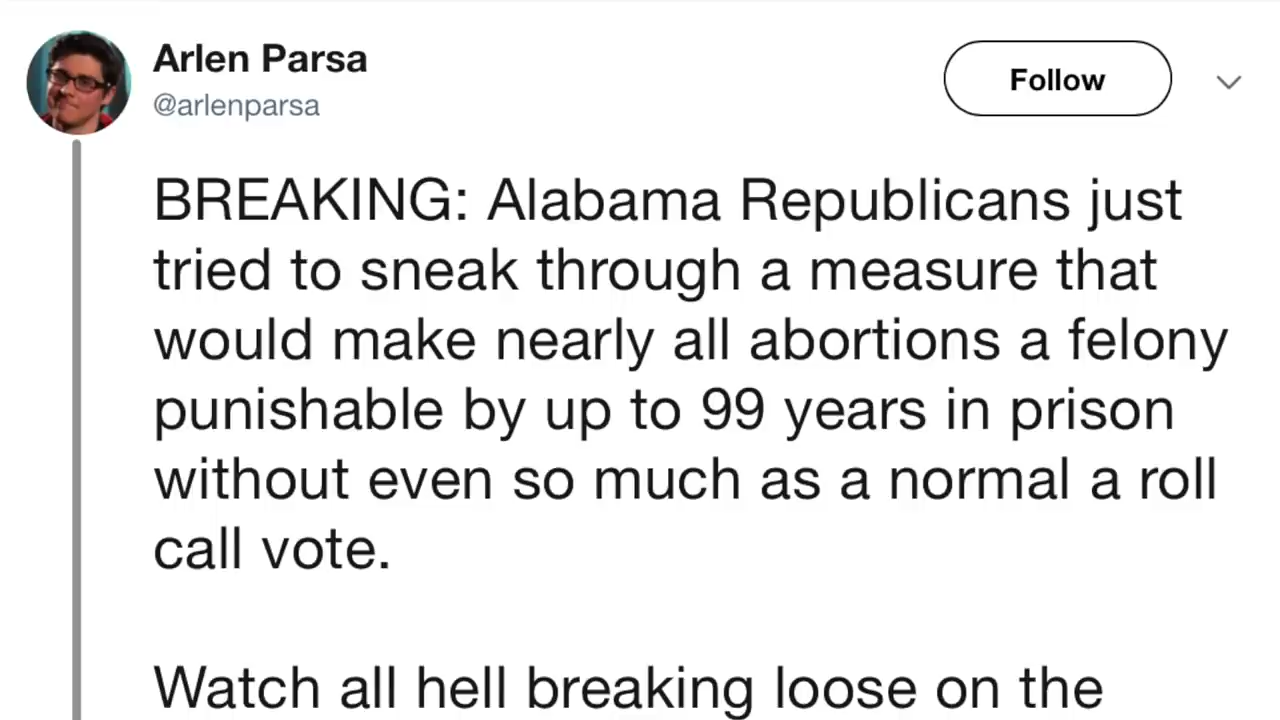 Arlen Parsa
@arlenparsa
Follow
BREAKING: Alabama Republicans just
tried to sneak through a measure that
would make nearly all abortions a felony
punishable by up to 99 years in prison
without even so much as a normal a roll
call vote.
Watch all hell breaking loose on the